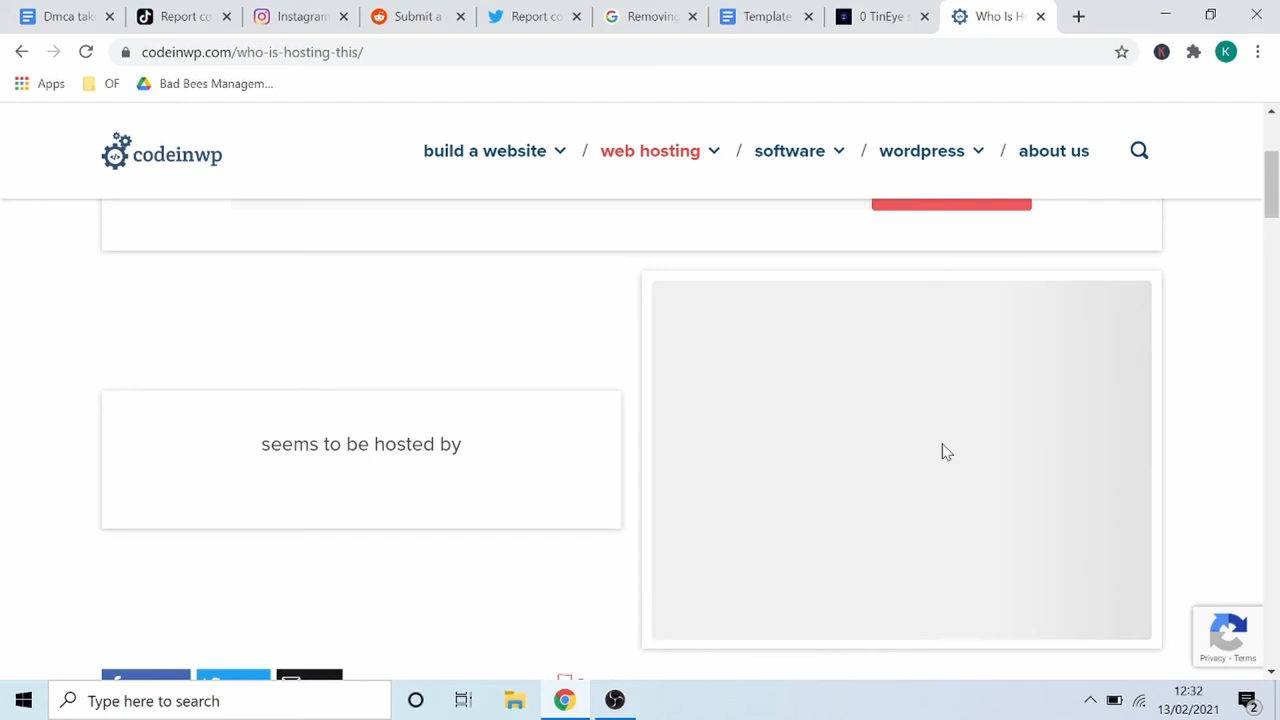 Dmca tak
Report co
Instagram
Submit a
Report co
Removing
Template
0 TinEye s
Who Is H
codeinwp.com/who-is-hosting-this/
K
K
Apps
OF
Bad Bees Managem...
codeinwp
build a website / web hosting / software / wordpress / about us
seems to be hosted by
Privacy - Terms
Type here to search
12:32
13/02/2021
2